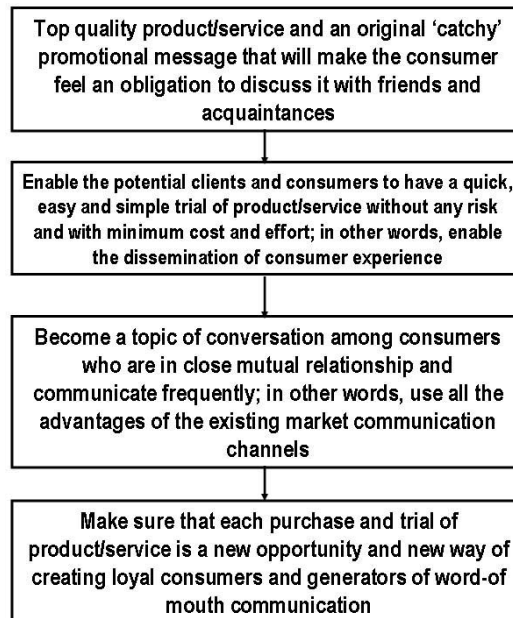 Top quality product/service and an original ‘catchy’
promotional message that will make the consumer
feel an obligation to discuss it with friends and
acquaintances
Enable the potential clients and consumers to have a quick,
easy and simple trial of product/service without any risk
and with minimum cost and effort; in other words, enable
the dissemination of consumer experience
Become a topic of conversation among consumers
who are in close mutual relationship and
communicate frequently; in other words, use all the
advantages of the existing market communication
channels
Make sure that each purchase and trial of
product/service is a new opportunity and new way of
creating loyal consumers and generators of word-of
mouth communication